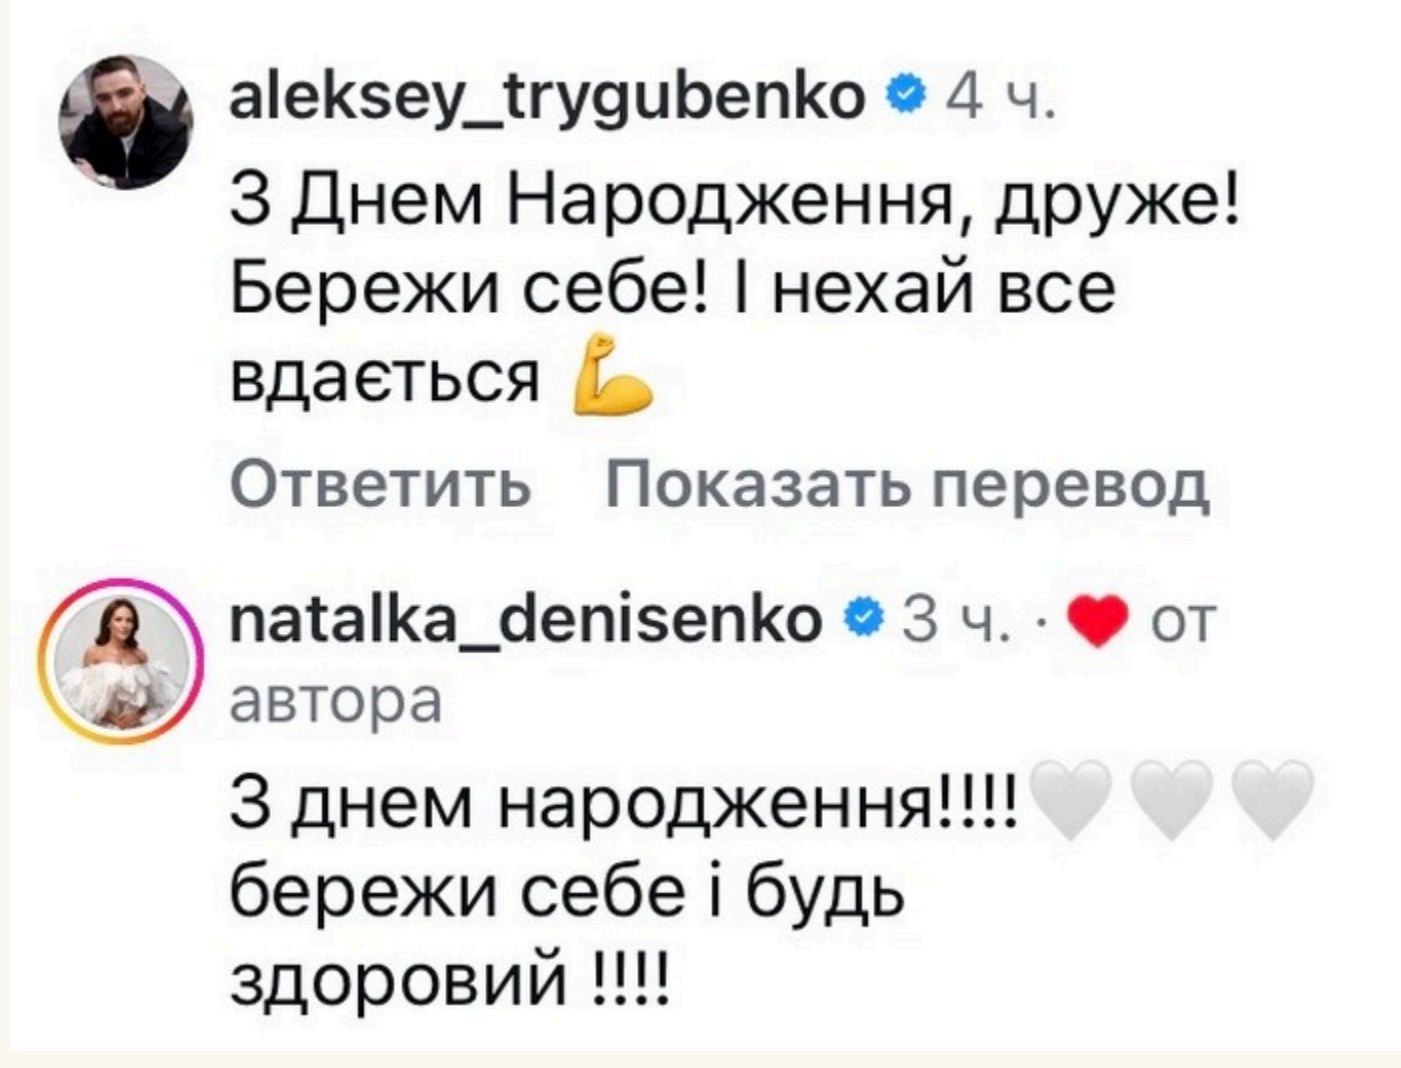 aleksey_trygubenko 4 ч.
З Днем Народження, друже!
Бережи себе! І нехай все
вдається 💪
Ответить Показать перевод
natalka_denisenko 3 ч. · ❤️ от
автора
З днем народження!!!!🤍🤍🤍
бережи себе і будь
здоровий !!!!